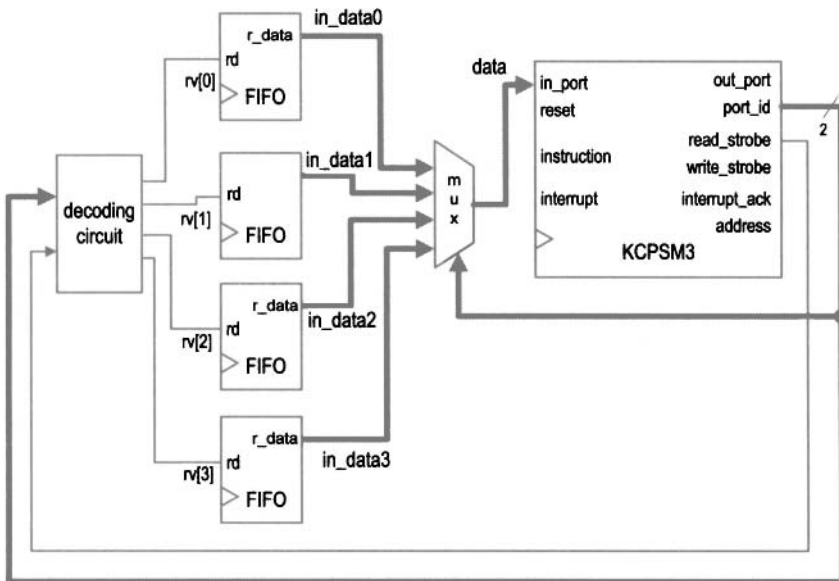 in_data0
r_data
rd
rv[0]
FIFO
in_data1
rd
rv[1]
FIFO
r_data
in_data2
rd
rv[2]
FIFO
r_data
in_data3
rd
rv[3]
FIFO
decoding
circuit
mux
data
in_port
out_port
reset
port_id
2
read_strobe
instruction
write_strobe
interrupt
interrupt_ack
address
KCPSM3